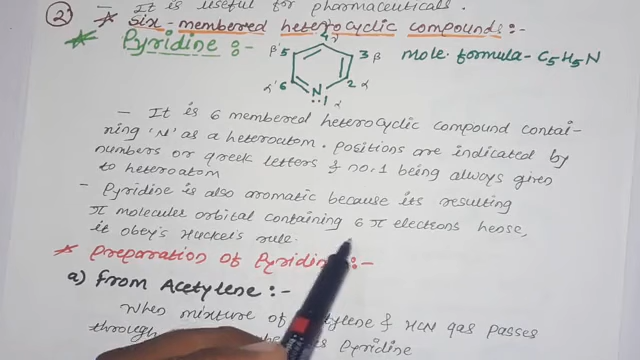 – It is useful for pharmaceuticals.
2) * Six-membered heterocyclic compounds:-
* Pyridine :-
mole. formula - C5H5N
4 γ
β' 5
3 β
α' 6
2 α
N
1 α
– It is 6 membered heterocyclic compound contai-
ning 'N' as a heteroatom. Positions are indicated by
numbers or greek letters & no. 1 being always given
to heteroatom
– Pyridine is also aromatic because its resulting
π molecular orbital containing 6 π electrons hense,
it obey's Huckel's rule.
* Preparation of Pyridine :-
a) From Acetylene :-
When mixture of & HCN gas passes
through Pyridine